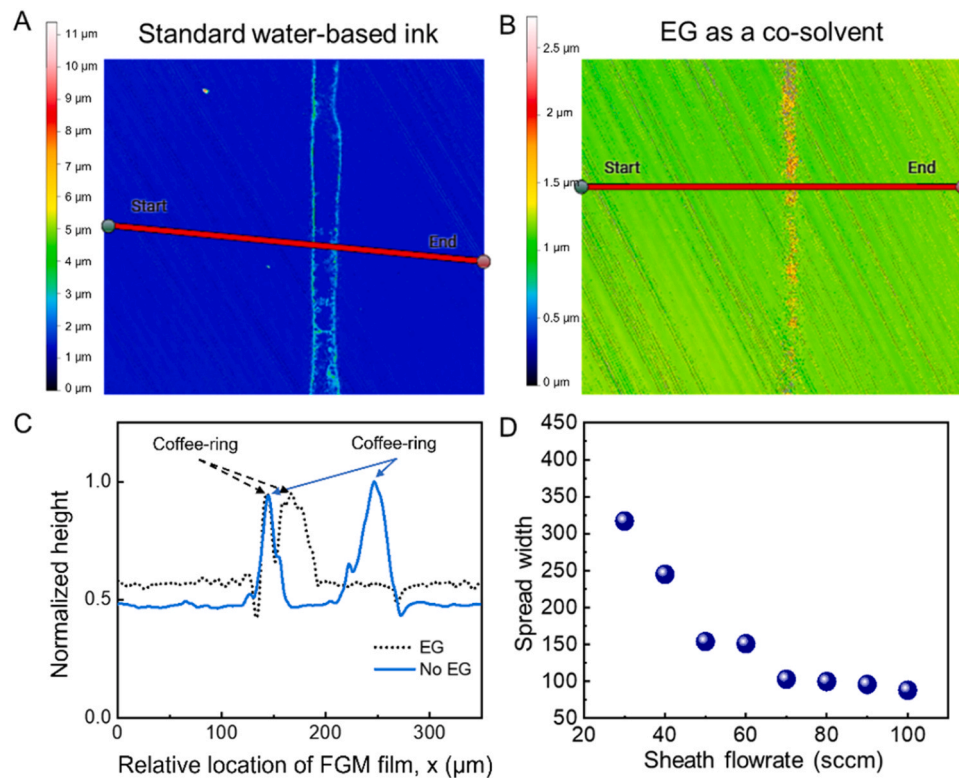 A
Standard water-based ink
11 µm
10 µm
9 µm
8 µm
7 µm
6 µm
5 µm
4 µm
3 µm
2 µm
1 µm
0 µm
Start
End
B
EG as a co-solvent
2.5 µm
2 µm
1.5 µm
1 µm
0.5 µm
0 µm
Start
End
C
Coffee-ring
Coffee-ring
Normalized height
1.0
0.5
0.0
EG
No EG
0
100
200
300
Relative location of FGM film, x (µm)
D
Spread width
450
400
350
300
250
200
150
100
50
20
40
60
80
100
Sheath flowrate (sccm)